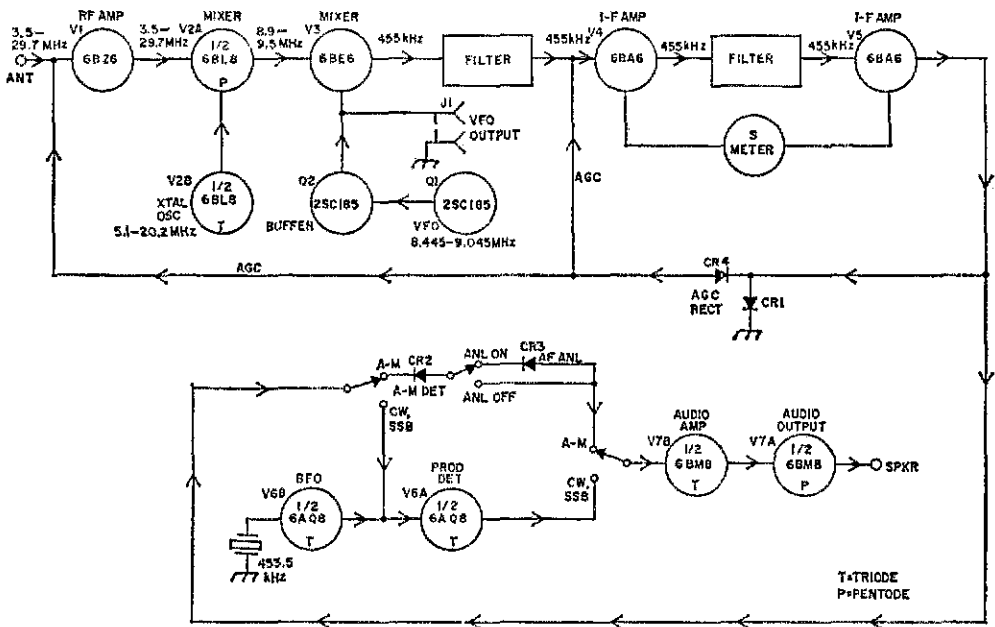 RF AMP
MIXER
MIXER
I-F AMP
I-F AMP
3.5-
29.7 MHz
V1
3.5-
29.7MHz
V2A
8.9-
9.5 MHz
V3
455kHz
455kHz
V4
455kHz
455kHz
V5
ANT
6BZ6
1/2
6BL8
P
6BE6
FILTER
6BA6
FILTER
6BA6
J1
VFO
OUTPUT
S
METER
AGC
V2B
XTAL
OSC
5.1-20.2 MHz
1/2
6BL8
T
Q2
2SC185
BUFFER
Q1
2SC185
VFO
8.445-9.045MHz
AGC
CR4
AGC
RECT
CR1
A-M
CR2
A-M DET
ANL ON
CR3
AF ANL
ANL OFF
CW,
SSB
A-M
AUDIO
AMP
AUDIO
OUTPUT
V7B
1/2
6BM8
T
V7A
1/2
6BM8
P
SPKR
CW,
SSB
BFO
PROD
DET
V6B
1/2
6AQ8
T
V6A
1/2
6AQ8
T
453.5
kHz
T=TRIODE
P=PENTODE